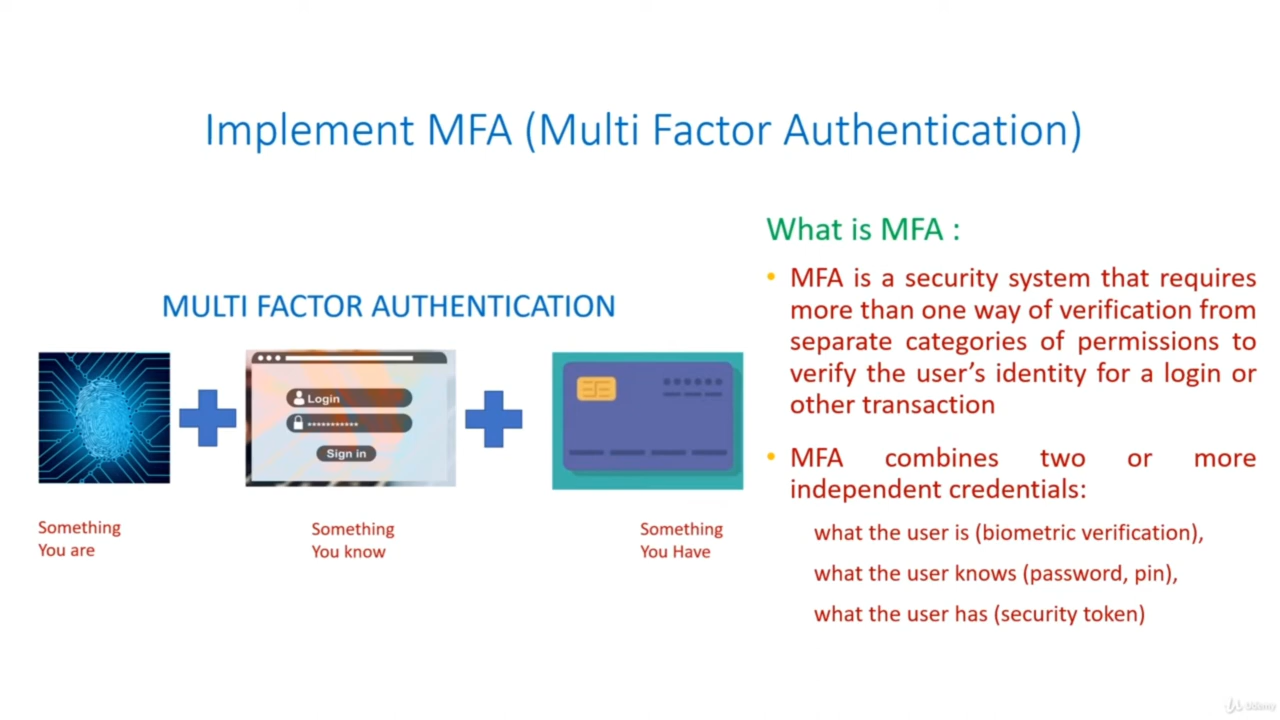 Implement MFA (Multi Factor Authentication)
MULTI FACTOR AUTHENTICATION
Login
Sign in
Something
You are
Something
You know
Something
You Have
What is MFA :
• MFA is a security system that requires
more than one way of verification from
separate categories of permissions to
verify the user's identity for a login or
other transaction
• MFA combines two or more
independent credentials:
what the user is (biometric verification),
what the user knows (password, pin),
what the user has (security token)
Udemy